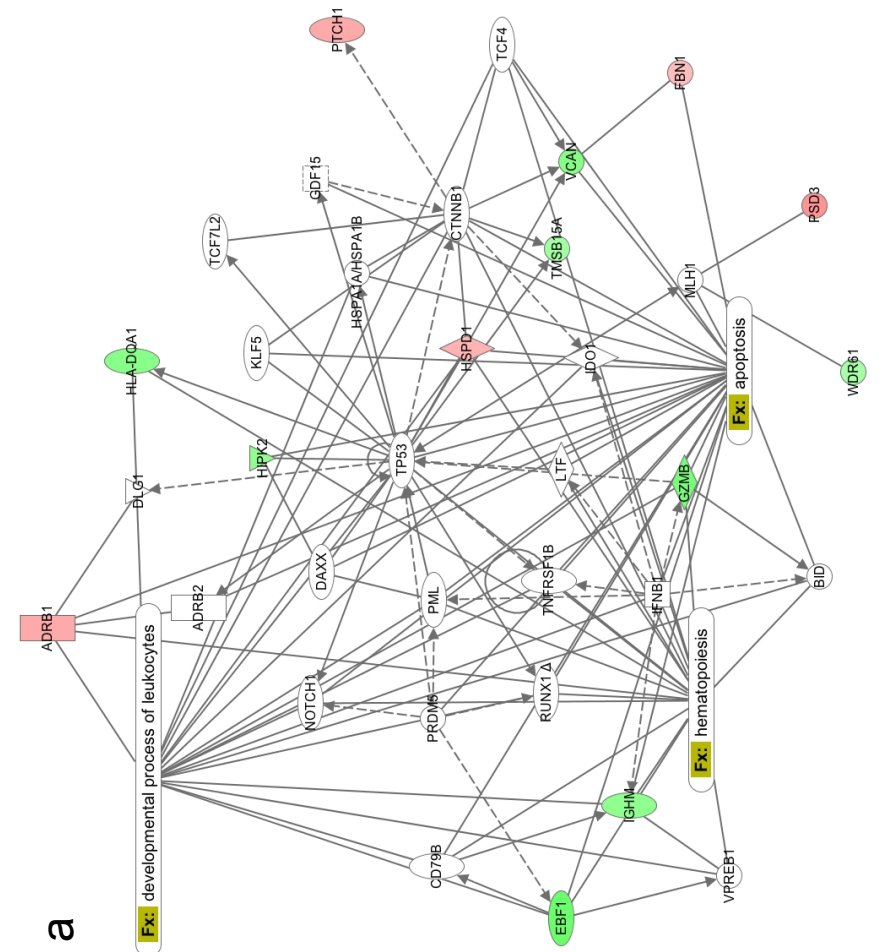 a
PTCH1
TCF4
FBN1
GDF15
VCAN
CTNNB1
TCF7L2
PSD3
TMSB15A
HSPA1A/HSPA1B
MLH1
KLF5
HSPD1
IDO1
HLA-DQA1
WDR61
Fx: apoptosis
HIPK2
TP53
LTF
DLG1
GZMB
DAXX
TNFRSF1B
BID
PML
IFNB1
ADRB2
ADRB1
NOTCH1
RUNX1 Δ
PRDM5
Fx: hematopoiesis
Fx: developmental process of leukocytes
IGHM
CD79B
VPREB1
EBF1